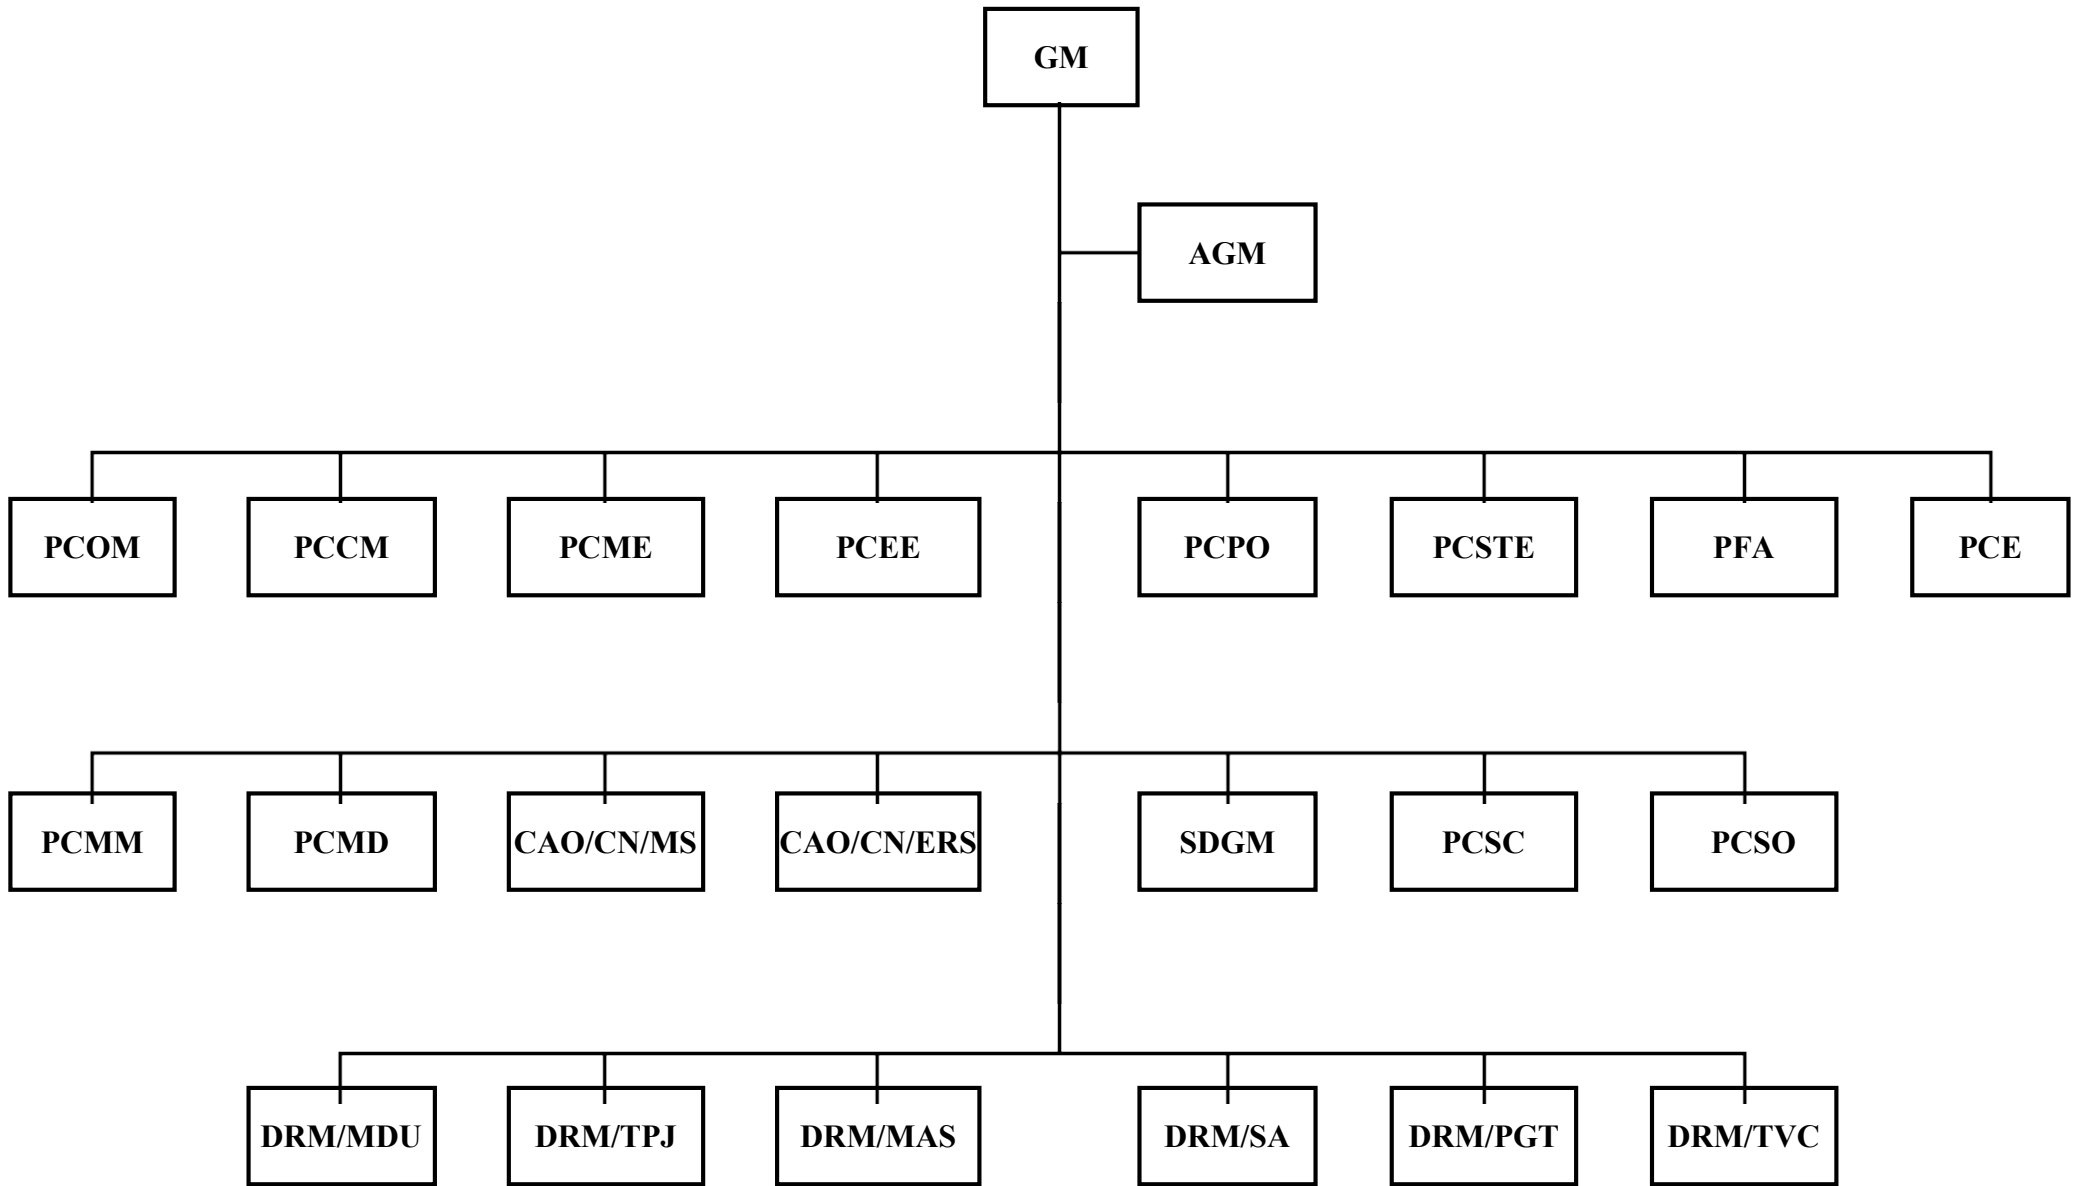 GM
AGM
PCOM
PCCM
PCME
PCEE
PCPO
PCSTE
PFA
PCE
PCMM
PCMD
CAO/CN/MS
CAO/CN/ERS
SDGM
PCSC
PCSO
DRM/MDU
DRM/TPJ
DRM/MAS
DRM/SA
DRM/PGT
DRM/TVC